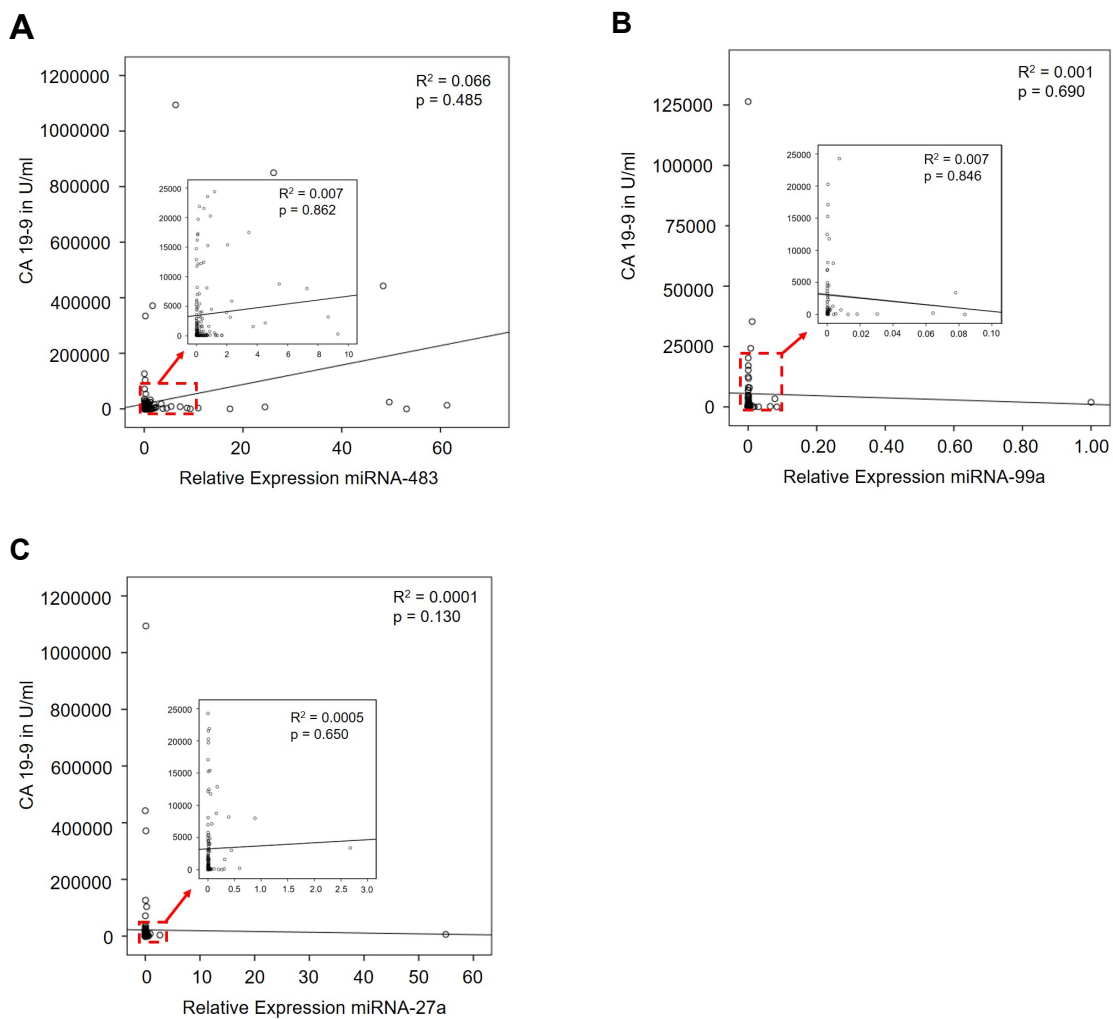 A
R² = 0.066
p = 0.485
CA 19-9 in U/ml
1200000
1000000
800000
600000
400000
200000
0
0 20 40 60
Relative Expression miRNA-483
R² = 0.007
p = 0.862
25000
20000
15000
10000
5000
0
0 2 4 6 8 10
B
R² = 0.001
p = 0.690
CA 19-9 in U/ml
125000
75000
50000
25000
0
0 0.20 0.40 0.60 0.80 1.00
Relative Expression miRNA-99a
R² = 0.007
p = 0.846
25000
20000
15000
10000
5000
0
0 0.02 0.04 0.06 0.08 0.10
C
R² = 0.0001
p = 0.130
CA 19-9 in U/ml
1200000
1000000
800000
600000
400000
200000
0
0 10 20 30 40 50 60
Relative Expression miRNA-27a
R² = 0.0005
p = 0.650
25000
20000
15000
10000
5000
0
0 0.5 1.0 1.5 2.0 2.5 3.0